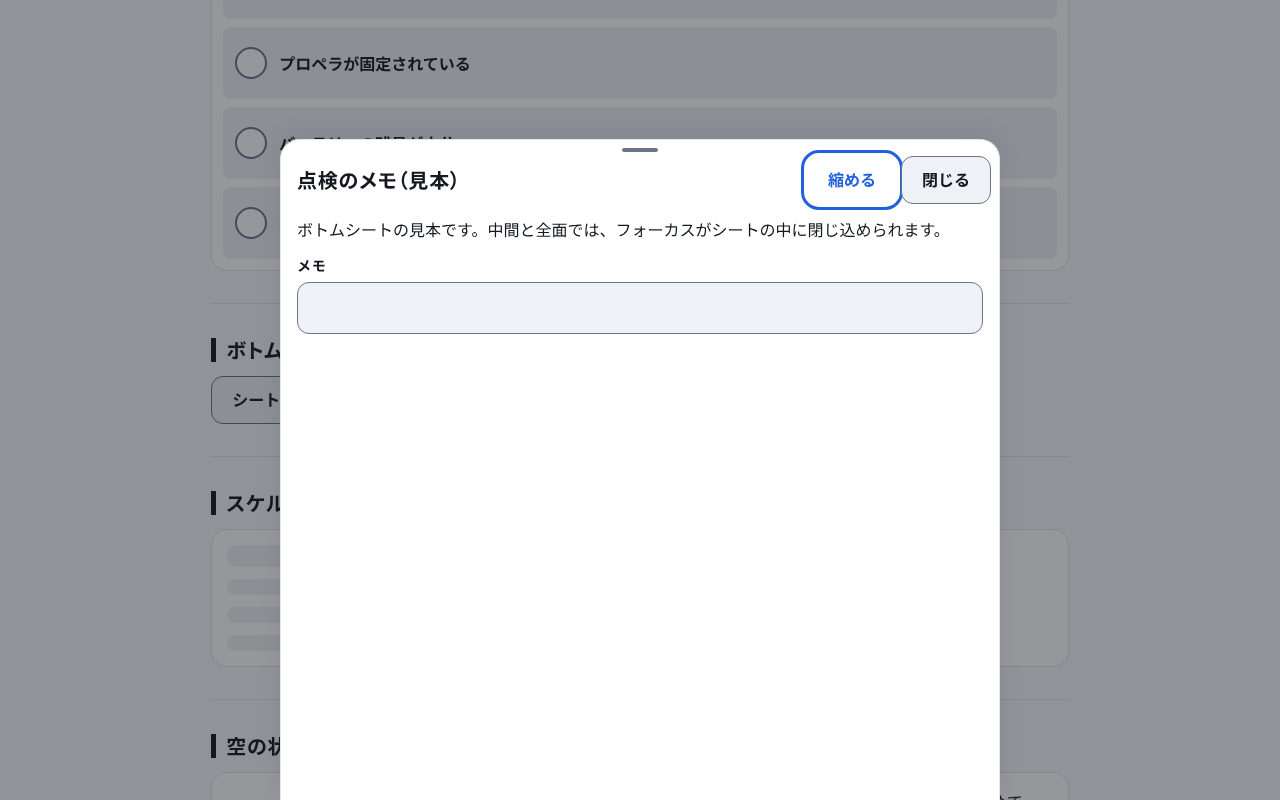 プロペラが固定されている
点検のメモ（見本）
縮める
閉じる
ボトムシートの見本です。中間と全面では、フォーカスがシートの中に閉じ込められます。
メモ
ボトム
シート
スケル
空の状